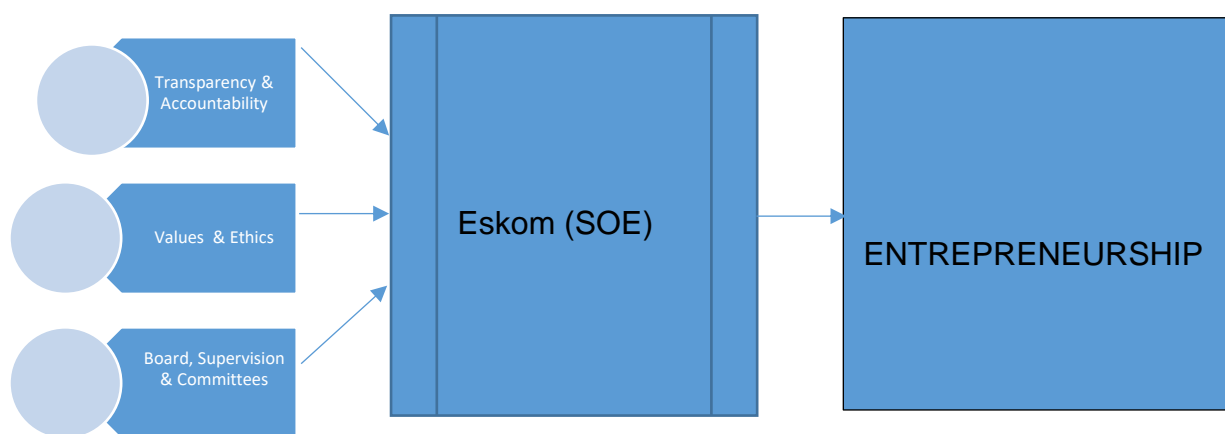 Transparency &
Accountability
Values & Ethics
Board, Supervision
& Committees
Eskom (SOE)
ENTREPRENEURSHIP